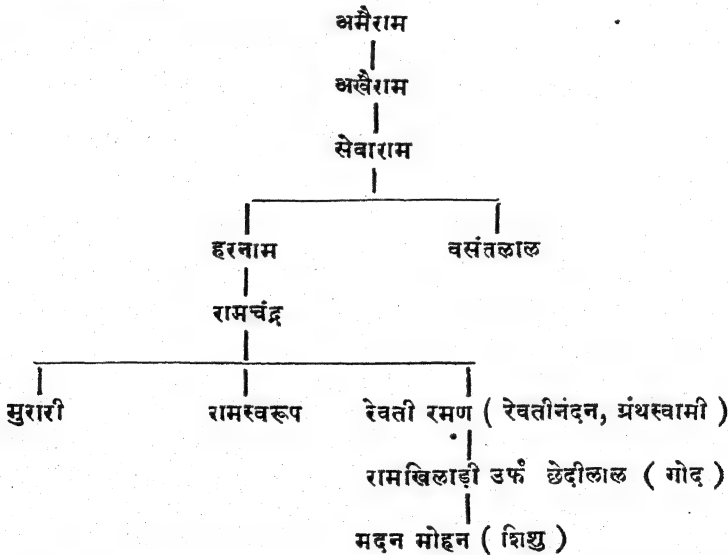 अमैराम
अखैराम
सेवाराम
हरनाम वसंतलाल
रामचंद्र
मुरारी रामस्वरूप रेवती रमण ( रेवतीनंदन, ग्रंथस्वामी )
रामखिलाड़ी उर्फ छेदीलाल ( गोद )
मदन मोहन ( शिशु )